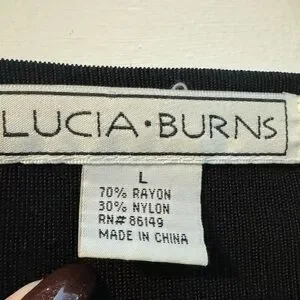 LUCIA•BURNS
L
70% RAYON
30% NYLON
RN# 86149
MADE IN CHINA